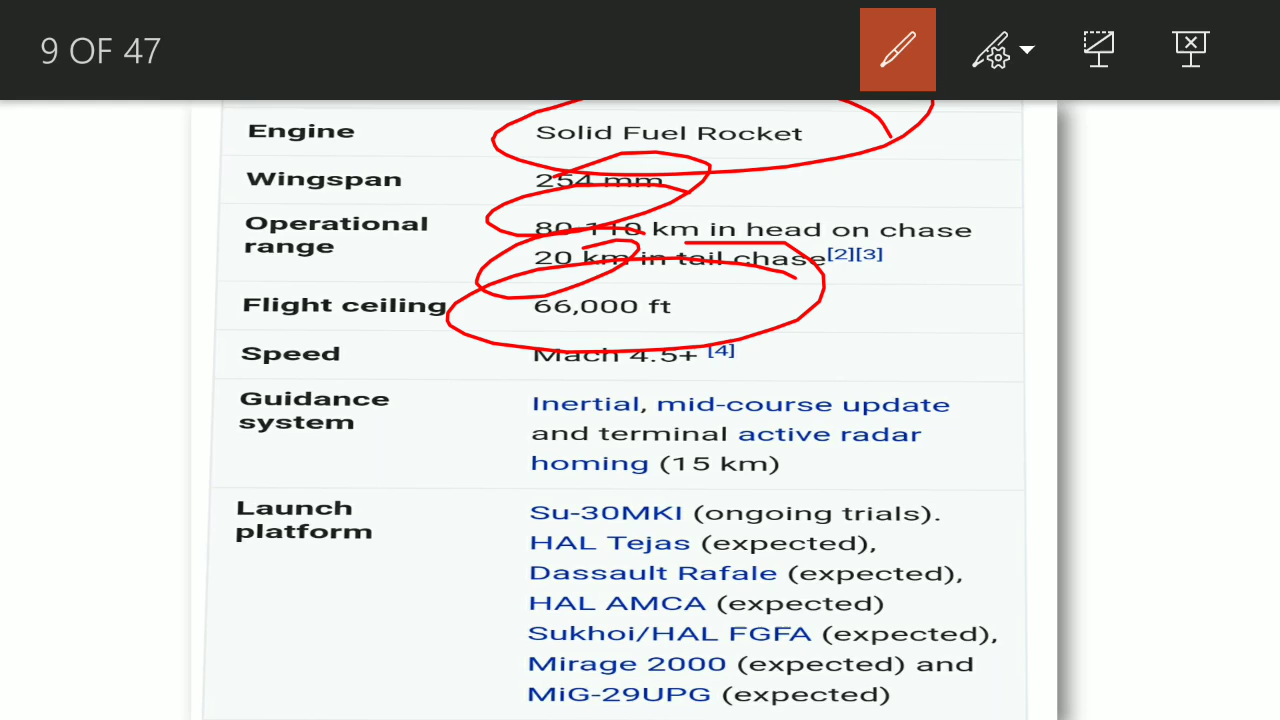 9 OF 47
Engine Solid Fuel Rocket
Wingspan 254 mm
Operational range 80-110 km in head on chase
20 km in tail chase[2][3]
Flight ceiling 66,000 ft
Speed Mach 4.5+ [4]
Guidance system Inertial, mid-course update
and terminal active radar
homing (15 km)
Launch platform Su-30MKI (ongoing trials).
HAL Tejas (expected),
Dassault Rafale (expected),
HAL AMCA (expected)
Sukhoi/HAL FGFA (expected),
Mirage 2000 (expected) and
MiG-29UPG (expected)